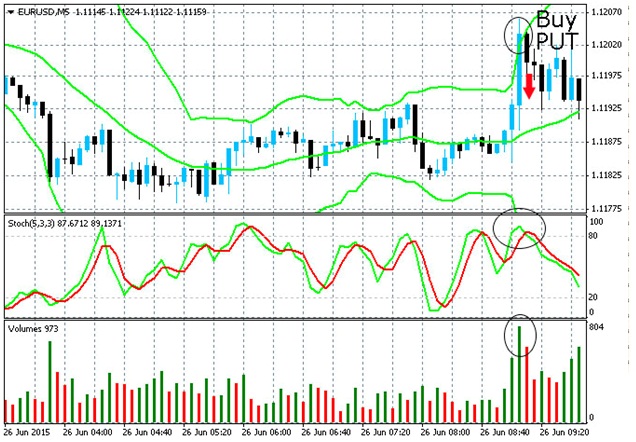 EURUSD,M5 1.11145 1.11224 1.11122 1.11159
Buy
PUT
1.12070
1.12020
1.11975
1.11925
1.11875
1.11825
1.11775
Stoch(5,3,3) 87.6712 89.1371
100
80
20
0
Volumes 973
804
0
26 Jun 2015 26 Jun 04:00 26 Jun 04:40 26 Jun 05:20 26 Jun 06:00 26 Jun 06:40 26 Jun 07:20 26 Jun 08:00 26 Jun 08:40 26 Jun 09:20